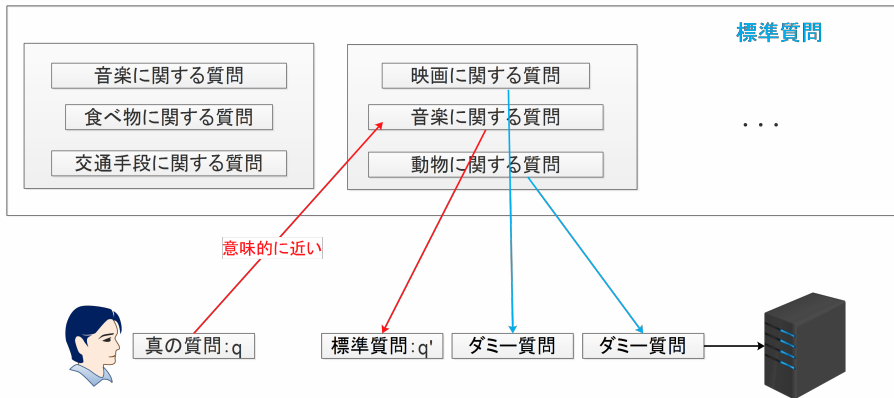 標準質問
音楽に関する質問
食べ物に関する質問
交通手段に関する質問
映画に関する質問
音楽に関する質問
動物に関する質問
・・・
意味的に近い
真の質問:q
標準質問:q'
ダミー質問
ダミー質問